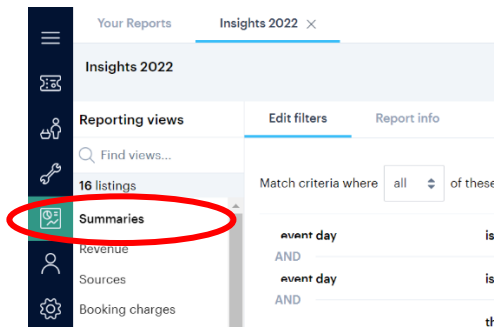 Your Reports
Insights 2022
Insights 2022
Reporting views
Edit filters
Report info
Find views...
16 listings
Match criteria where all of these
Summaries
event day
is
Revenue
AND
Sources
event day
is
AND
Booking charges